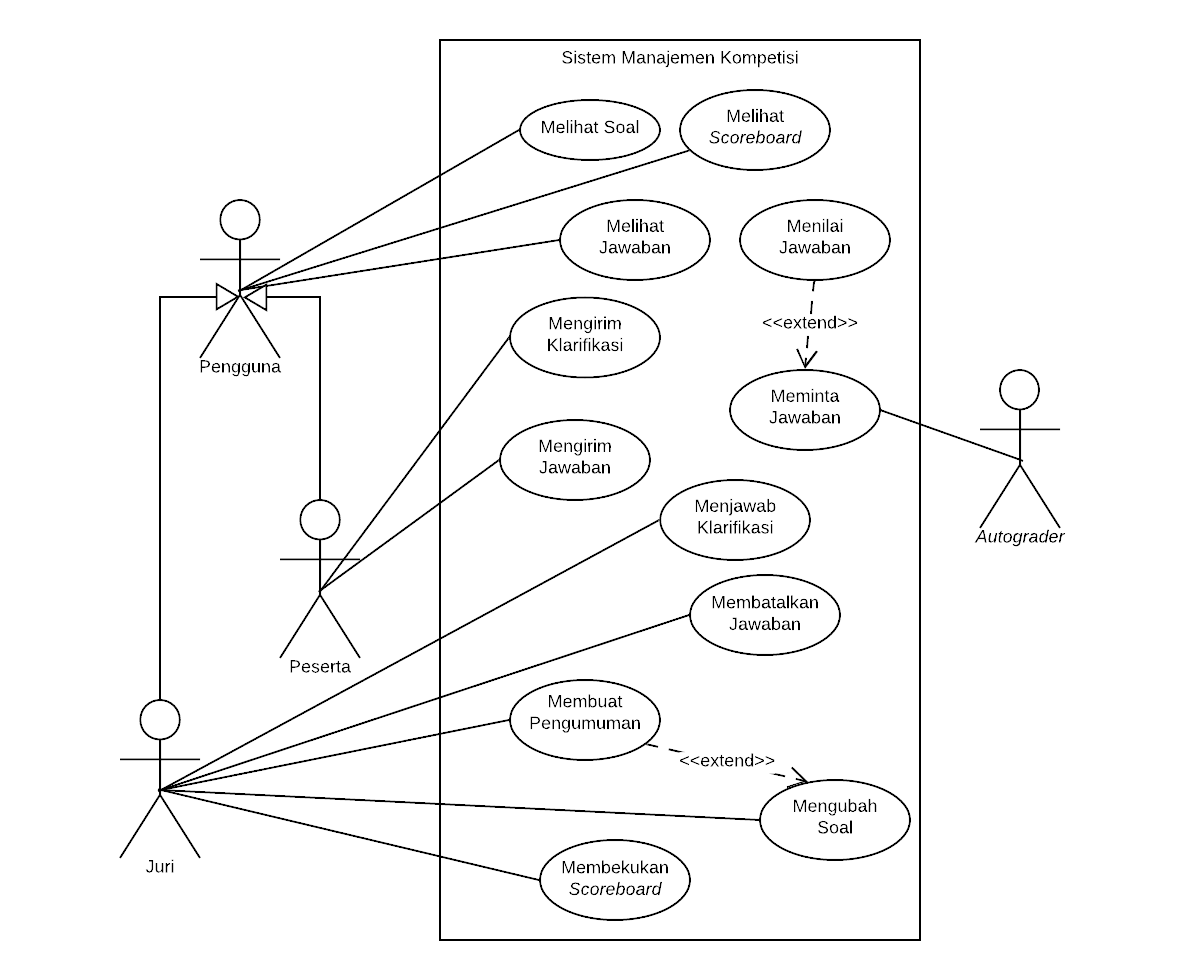 Sistem Manajemen Kompetisi
Melihat Soal
Melihat
Scoreboard
Melihat
Jawaban
Menilai
Jawaban
Mengirim
Klarifikasi
<<extend>>
Pengguna
Meminta
Jawaban
Mengirim
Jawaban
Menjawab
Klarifikasi
Autograder
Membatalkan
Jawaban
Peserta
Membuat
Pengumuman
<<extend>>
Mengubah
Soal
Juri
Membekukan
Scoreboard